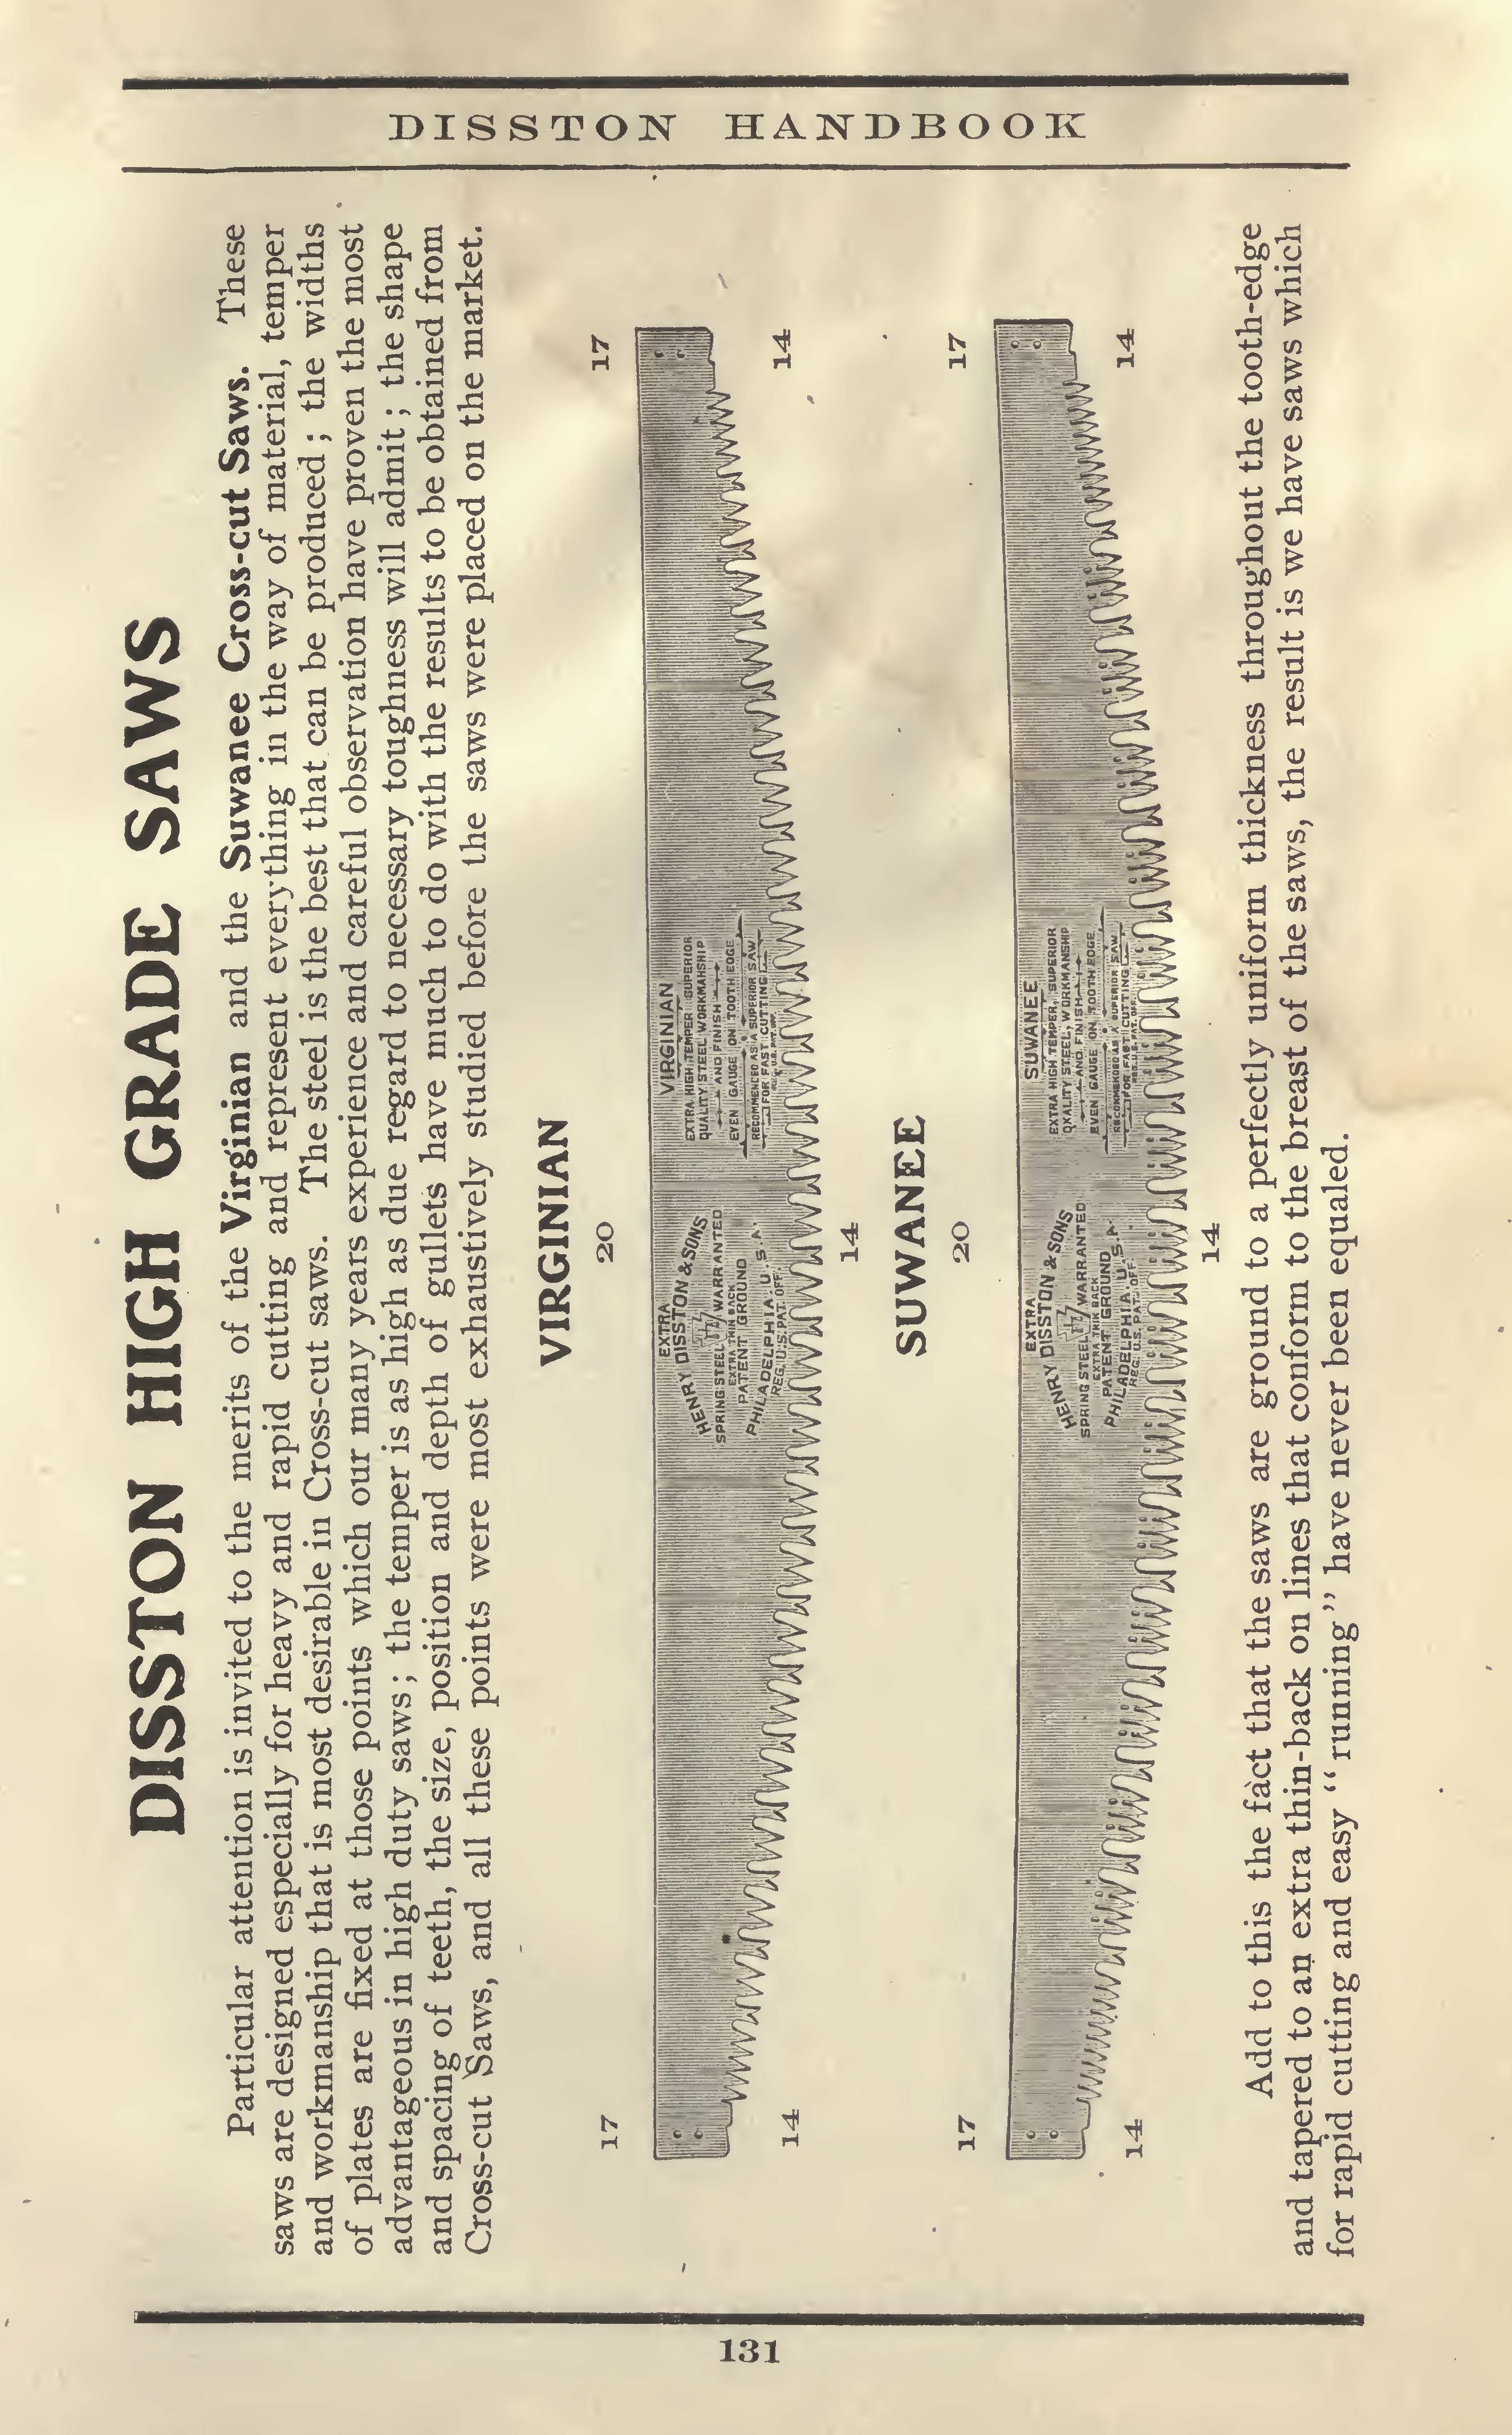 DISSTON HANDBOOK
DISSTON HIGH GRADE SAWS
Particular attention is invited to the merits of the Virginian and the Suwanee Cross-cut Saws. These
saws are designed especially for heavy and rapid cutting and represent everything in the way of material, temper
and workmanship that is most desirable in Cross-cut saws. The steel is the best that can be produced ; the widths
of plates are fixed at those points which our many years experience and careful observation have proven the most
advantageous in high duty saws ; the temper is as high as due regard to necessary toughness will admit ; the shape
and spacing of teeth, the size, position and depth of gullets have much to do with the results to be obtained from
Cross-cut Saws, and all these points were most exhaustively studied before the saws were placed on the market.
VIRGINIAN
17 20 17
EXTRA
HENRY DISSTON & SONS
SPRING STEEL WARRANTED
EXTRA THIN BACK
PATENT GROUND
PHILADELPHIA. U.S.A.
REG. U.S. PAT. OFF.
VIRGINIAN
EXTRA HIGH TEMPER SUPERIOR
QUALITY STEEL WORKMANSHIP
AND FINISH
EVEN GAUGE ON TOOTH EDGE
RECOMMENDED AS A SUPERIOR SAW
FOR FAST CUTTING
REG. U.S. PAT. OFF.
14 14 14
SUWANEE
17 20 17
EXTRA
HENRY DISSTON & SONS
SPRING STEEL WARRANTED
EXTRA THIN BACK
PATENT GROUND
PHILADELPHIA. U.S.A.
REG. U.S. PAT. OFF.
SUWANEE
EXTRA HIGH TEMPER, SUPERIOR
QXALITY STEEL, WORKMANSHIP
AND FINISH
EVEN GAUGE ON TOOTH EDGE
RECOMMENDED AS A SUPERIOR SAW
FOR FAST CUTTING
REG. U.S. PAT. OFF.
14 14 14
Add to this the fact that the saws are ground to a perfectly uniform thickness throughout the tooth-edge
and tapered to an extra thin-back on lines that conform to the breast of the saws, the result is we have saws which
for rapid cutting and easy “running” have never been equaled.
131